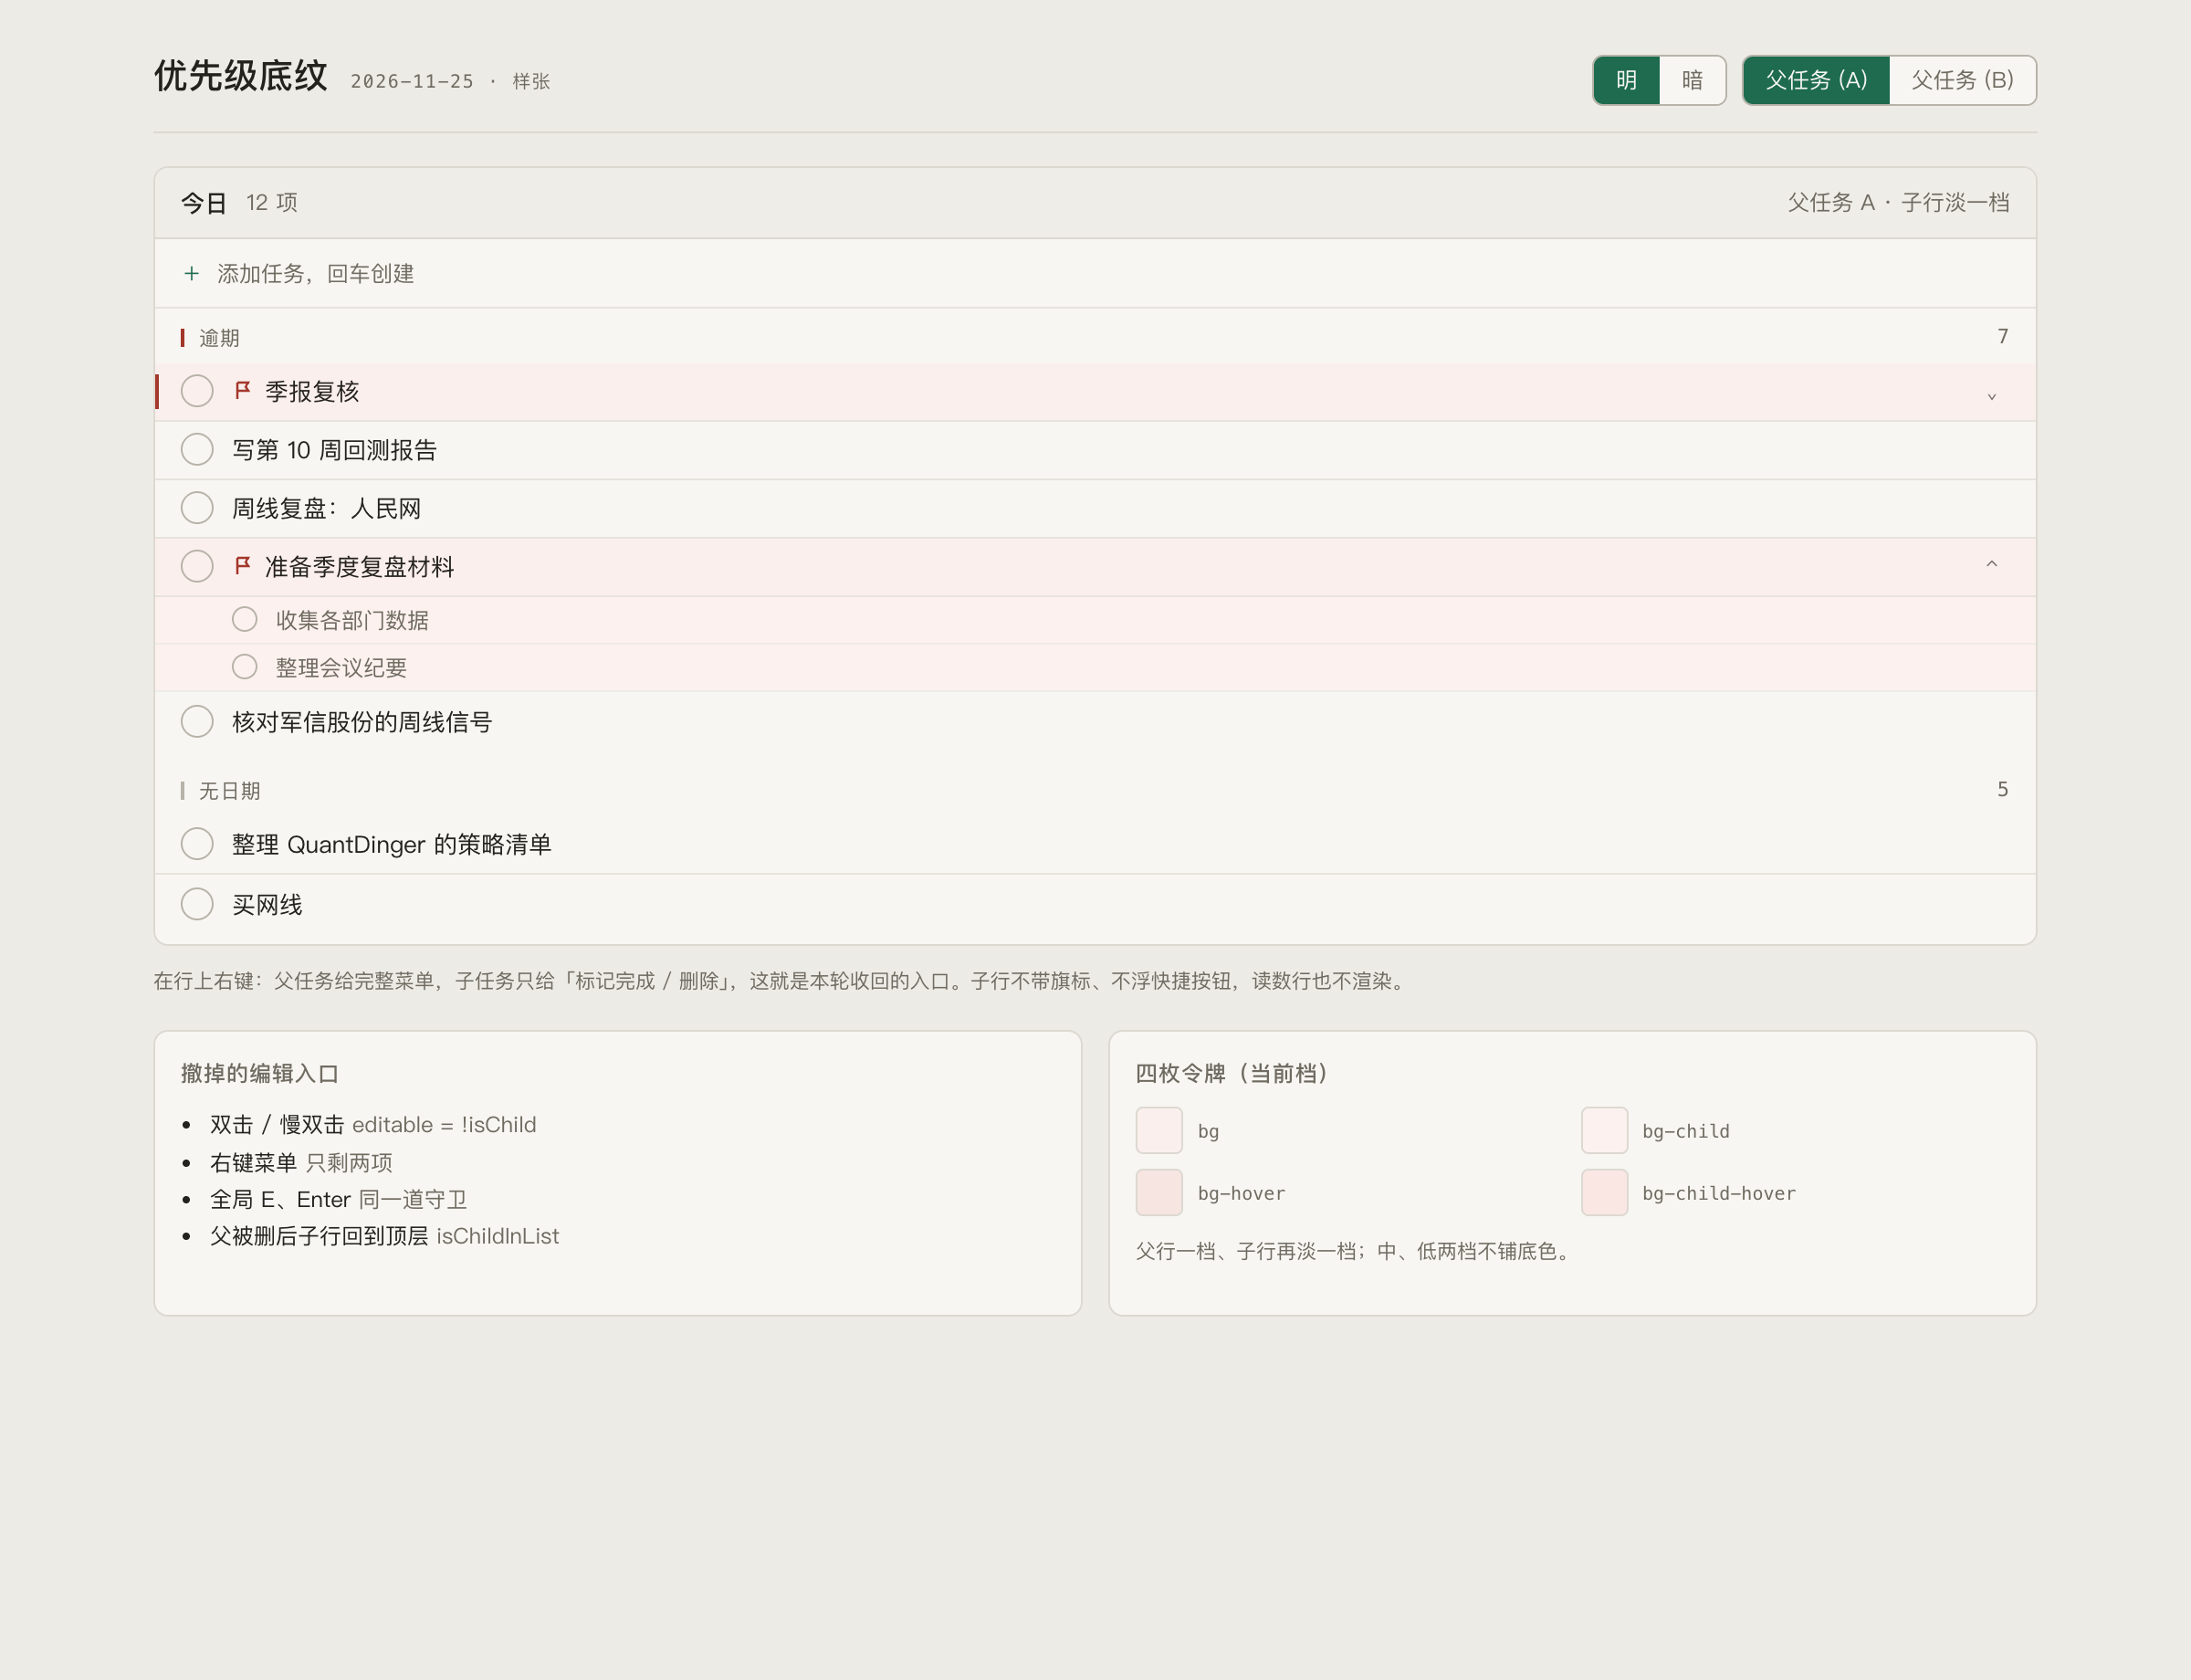 优先级底纹 2026-11-25 · 样张 明 暗 父任务 (A) 父任务 (B)
今日 12 项 父任务 A · 子行淡一档
+ 添加任务，回车创建
逾期 7
季报复核
写第 10 周回测报告
周线复盘：人民网
准备季度复盘材料
收集各部门数据
整理会议纪要
核对军信股份的周线信号
无日期 5
整理 QuantDinger 的策略清单
买网线
在行上右键：父任务给完整菜单，子任务只给「标记完成 / 删除」，这就是本轮收回的入口。子行不带旗标、不浮快捷按钮，读数行也不渲染。
撤掉的编辑入口
• 双击 / 慢双击 editable = !isChild
• 右键菜单 只剩两项
• 全局 E、Enter 同一道守卫
• 父被删后子行回到顶层 isChildInList
四枚令牌（当前档）
bg bg-child
bg-hover bg-child-hover
父行一档、子行再淡一档；中、低两档不铺底色。